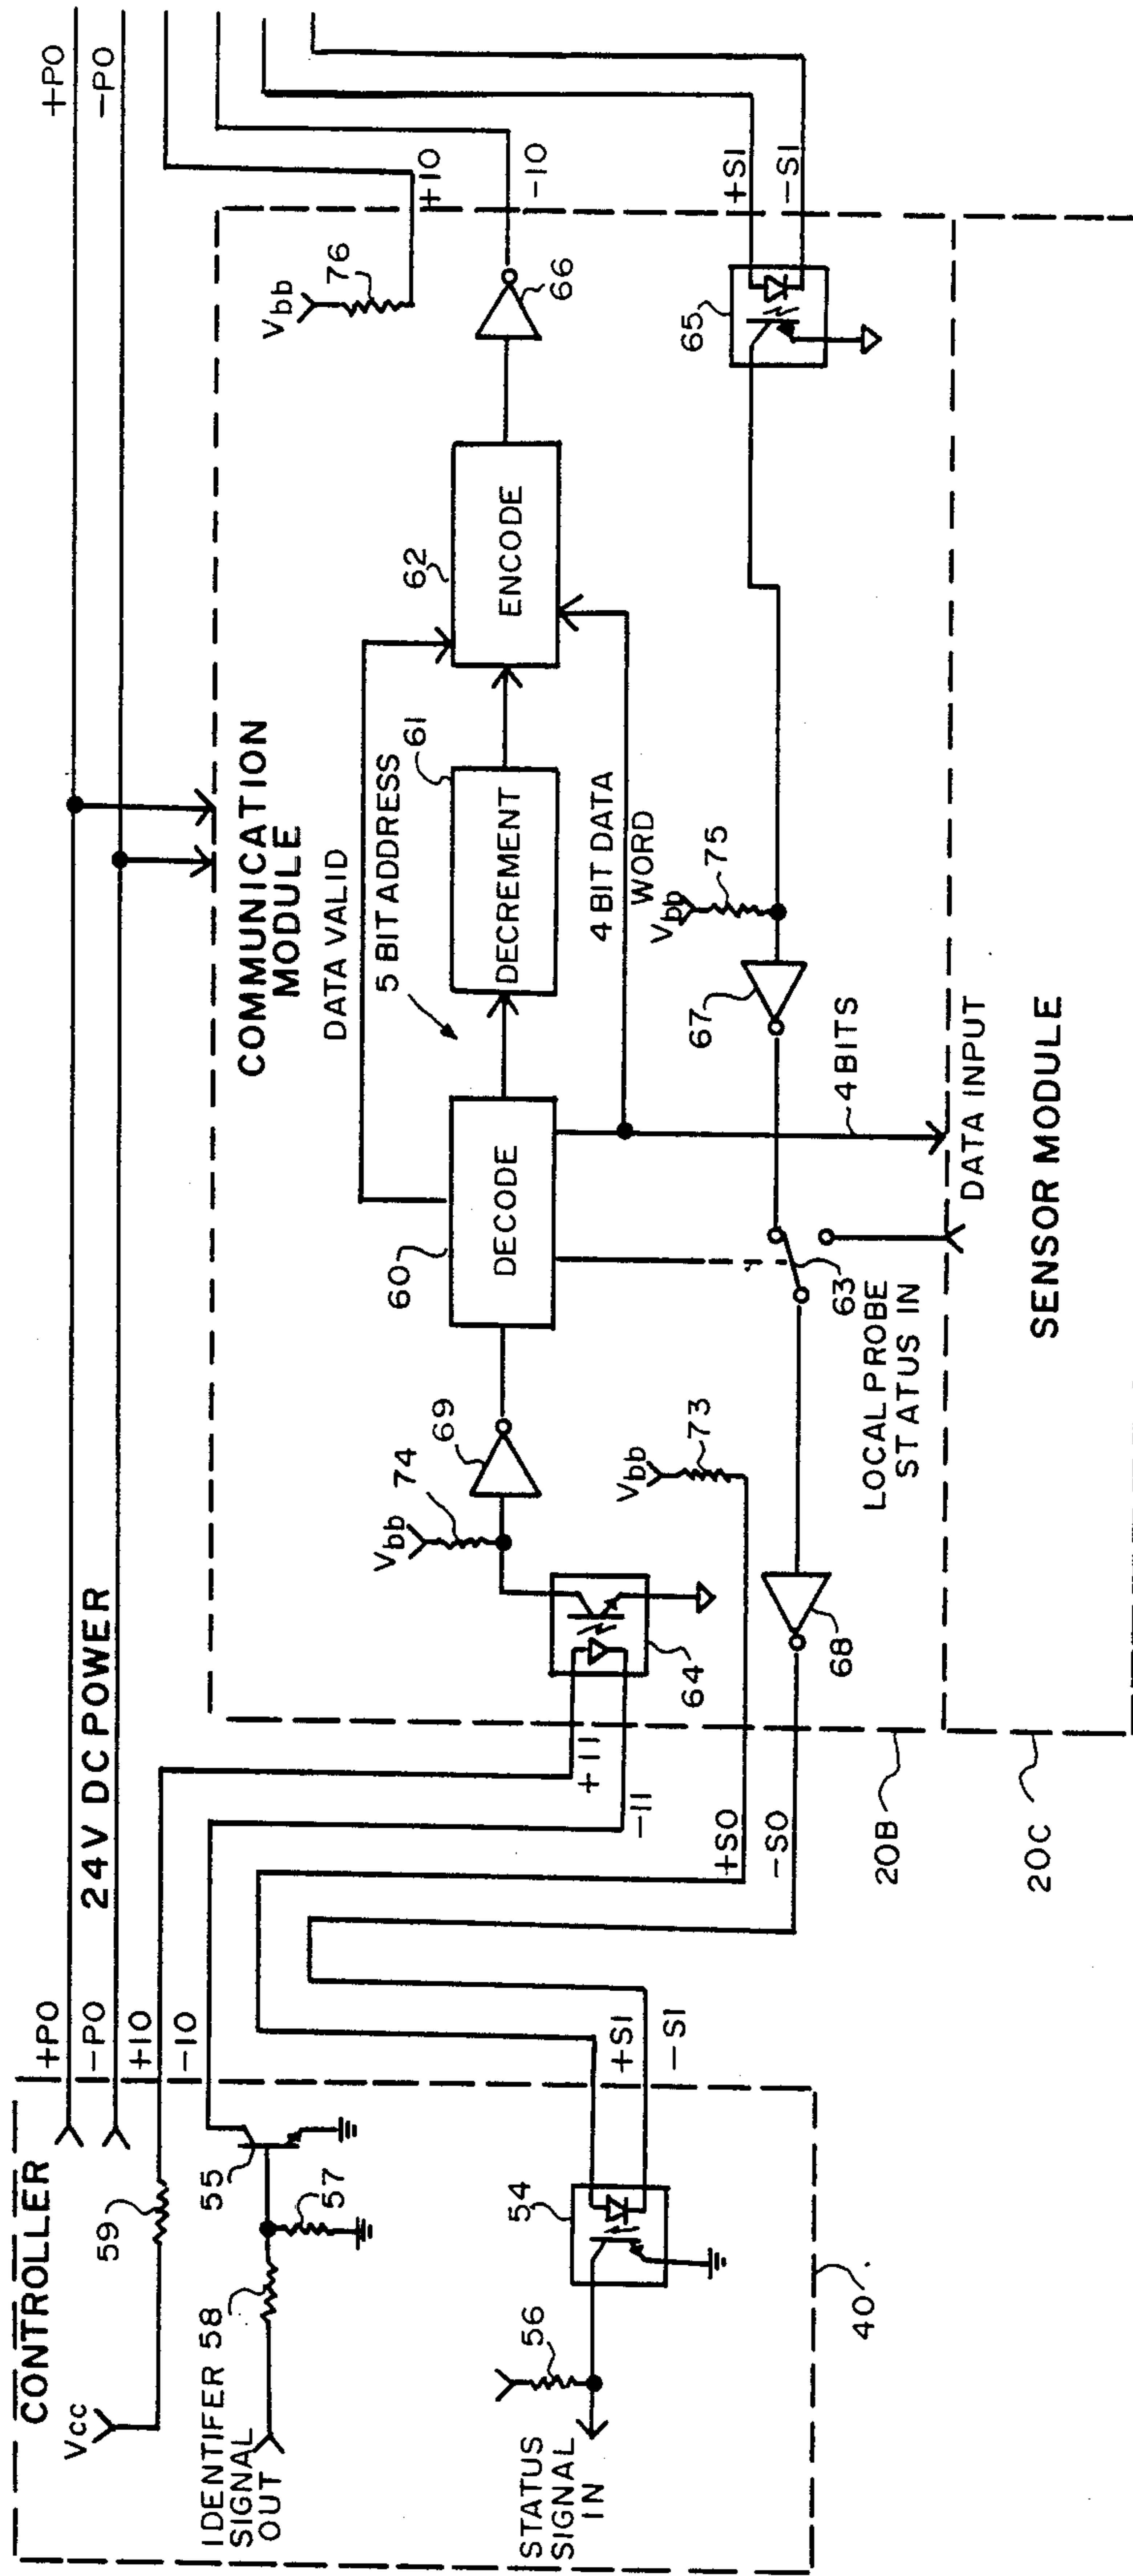 CONTROLLER
Vcc
59
IDENTIFER 58
SIGNAL
OUT
55
57
STATUS
SIGNAL
IN
56
54
40
+PO
-PO
+IO
-IO
+SI
-SI
24V DC POWER
+II
-II
+SO
-SO
20B
20C
+PO
-PO
COMMUNICATION
MODULE
Vbb
74
69
64
60
DECODE
DATA VALID
5 BIT ADDRESS
61
DECREMENT
62
ENCODE
4 BIT DATA
WORD
66
Vbb
76
+IO
-IO
Vbb
73
68
63
LOCAL PROBE
STATUS IN
67
Vbb
75
4 BITS
65
+SI
-SI
DATA INPUT
SENSOR MODULE